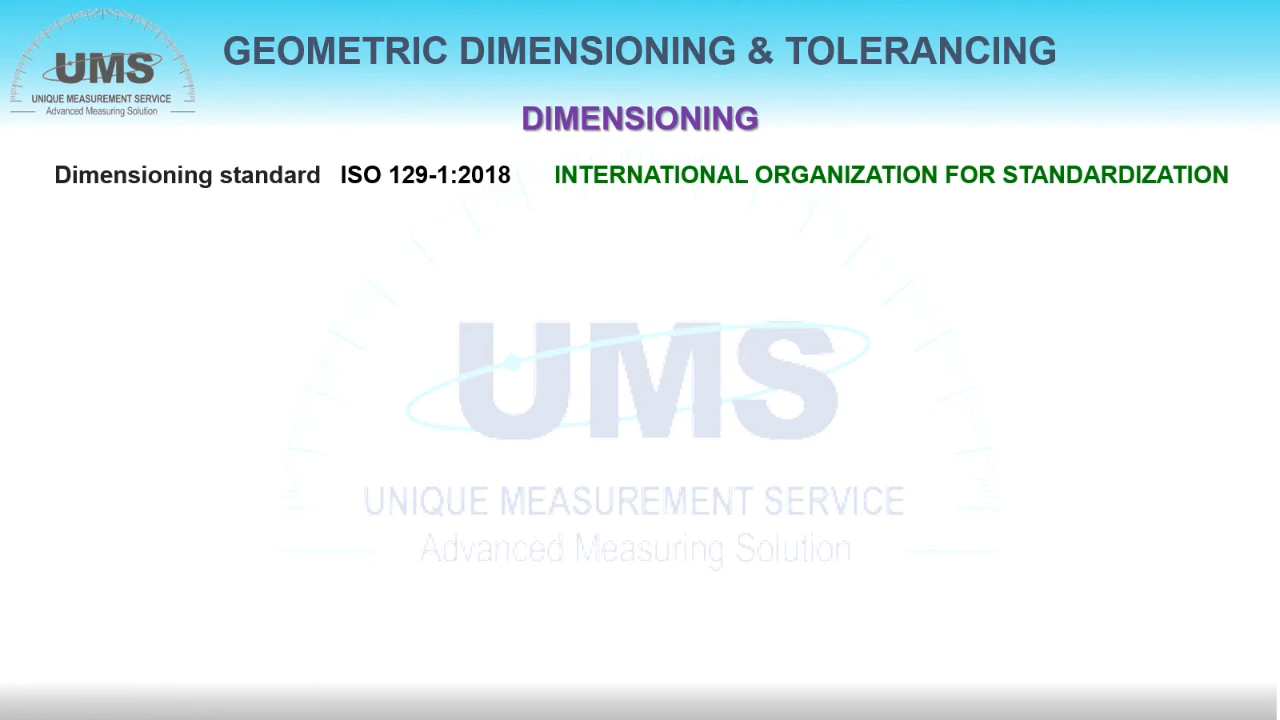 GEOMETRIC DIMENSIONING & TOLERANCING
UMS
UNIQUE MEASUREMENT SERVICE
Advanced Measuring Solution
DIMENSIONING
Dimensioning standard ISO 129-1:2018 INTERNATIONAL ORGANIZATION FOR STANDARDIZATION
UMS
UNIQUE MEASUREMENT SERVICE
Advanced Measuring Solution